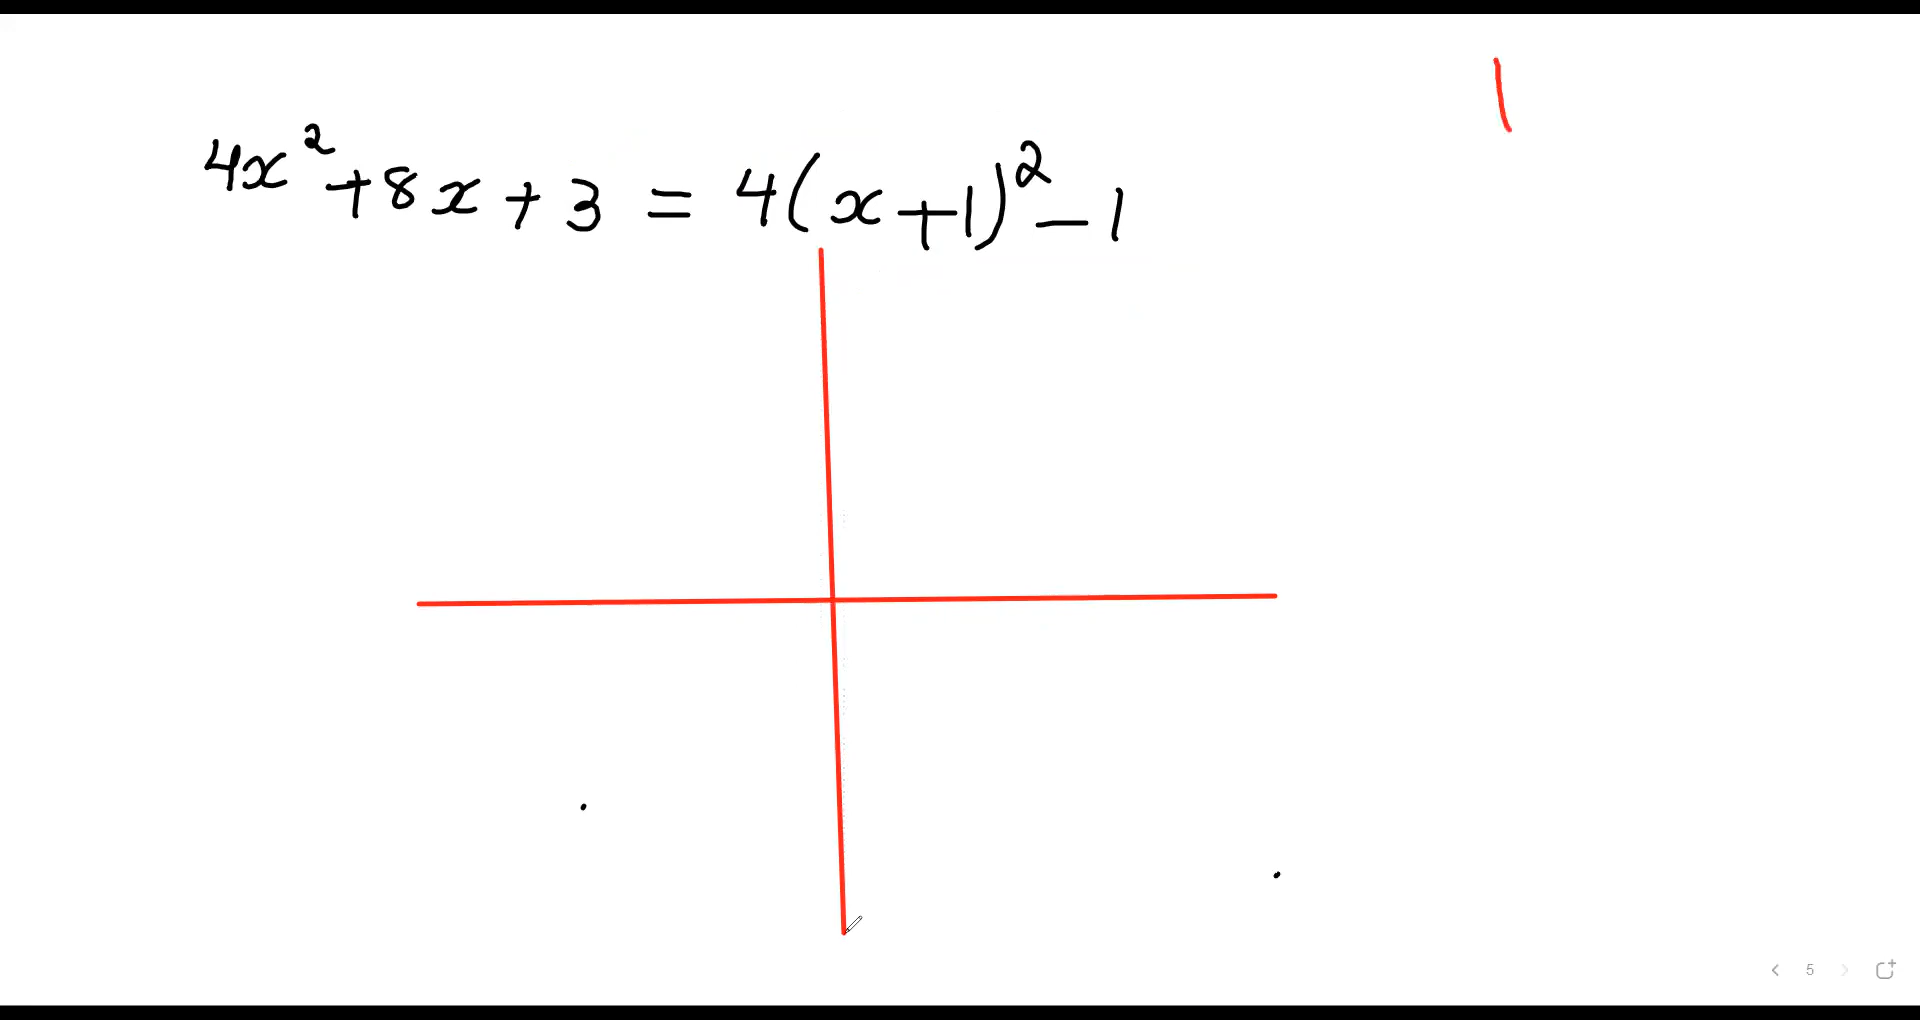 4x² + 8x + 3 = 4(x + 1)² − 1
5